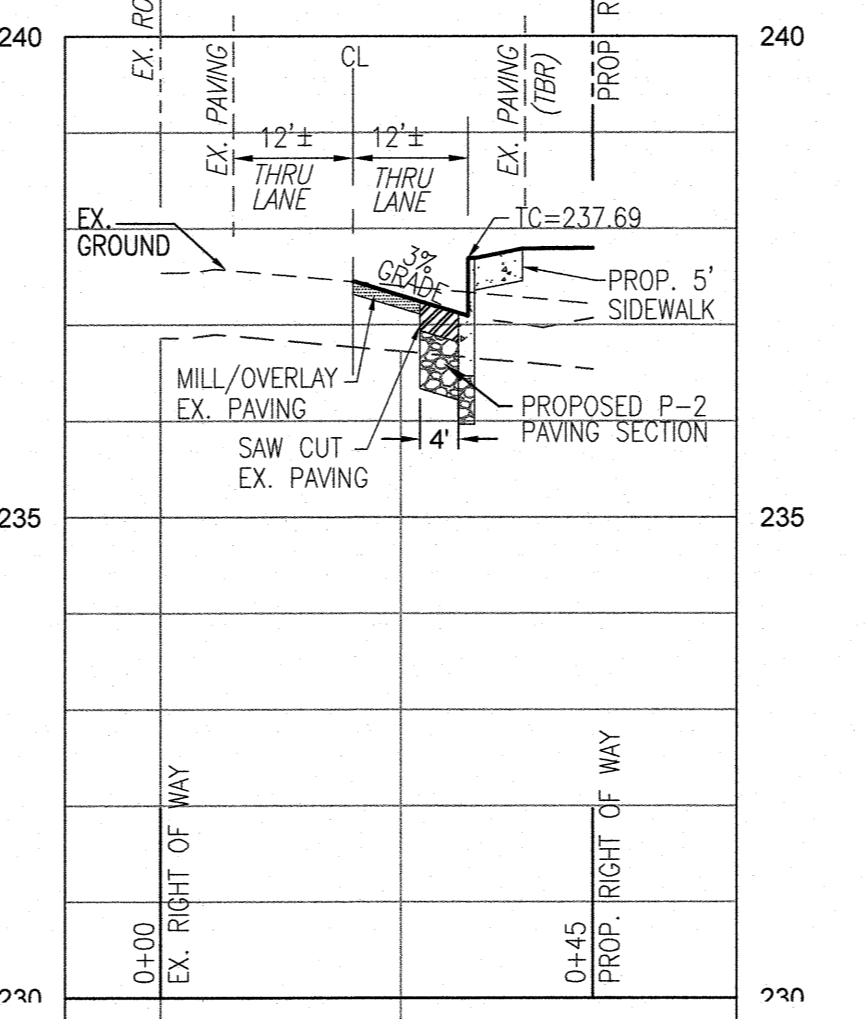 EX. RO
PROP R
240
240
CL
EX. PAVING
EX. PAVING
(TBR)
12'±
12'±
THRU
LANE
THRU
LANE
EX.
GROUND
TC=237.69
3%
GRADE
PROP. 5'
SIDEWALK
MILL/OVERLAY
EX. PAVING
PROPOSED P-2
PAVING SECTION
SAW CUT
EX. PAVING
4'
235
235
0+00
EX. RIGHT OF WAY
0+45
PROP. RIGHT OF WAY
230
230